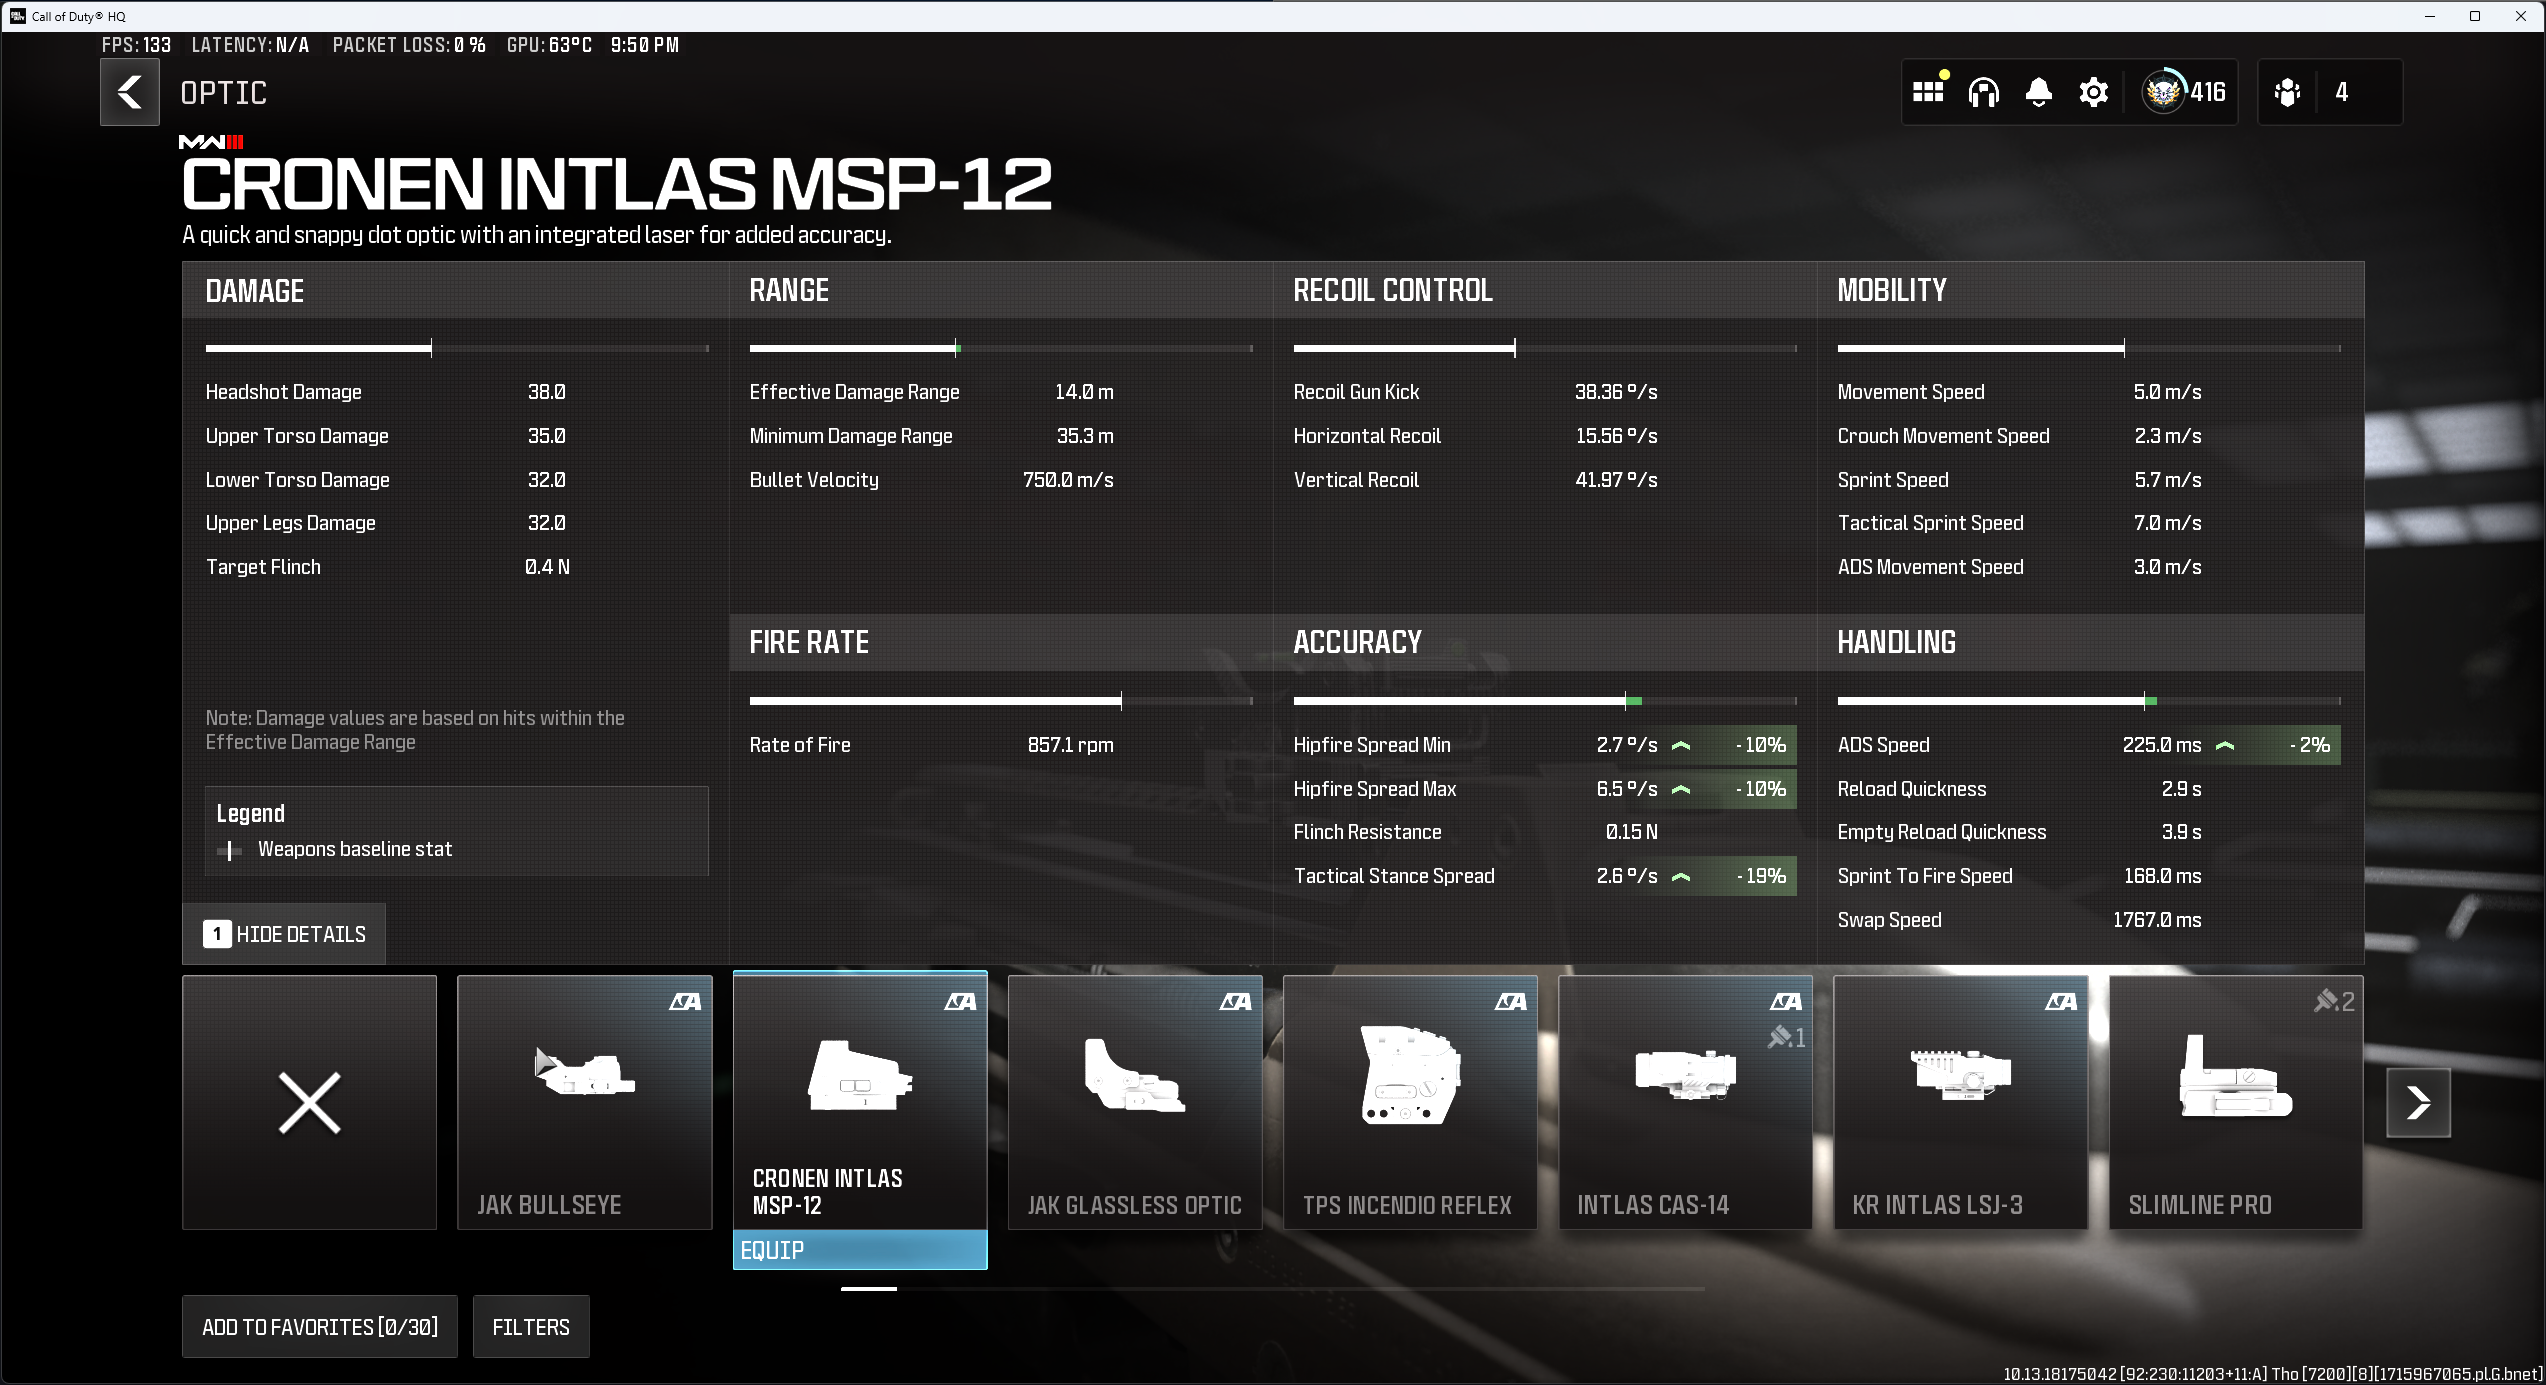 Call of Duty® HQ
FPS: 133 LATENCY: N/A PACKET LOSS: 0 % GPU: 63°C 9:50 PM
OPTIC
416
4
MWIII
CRONEN INTLAS MSP-12
A quick and snappy dot optic with an integrated laser for added accuracy.
DAMAGE
Headshot Damage 38.0
Upper Torso Damage 35.0
Lower Torso Damage 32.0
Upper Legs Damage 32.0
Target Flinch 0.4 N
Note: Damage values are based on hits within the
Effective Damage Range
Legend
Weapons baseline stat
1 HIDE DETAILS
RANGE
Effective Damage Range 14.0 m
Minimum Damage Range 35.3 m
Bullet Velocity 750.0 m/s
FIRE RATE
Rate of Fire 857.1 rpm
RECOIL CONTROL
Recoil Gun Kick 38.36 º/s
Horizontal Recoil 15.56 º/s
Vertical Recoil 41.97 º/s
ACCURACY
Hipfire Spread Min 2.7 º/s - 10%
Hipfire Spread Max 6.5 º/s - 10%
Flinch Resistance 0.15 N
Tactical Stance Spread 2.6 º/s - 19%
MOBILITY
Movement Speed 5.0 m/s
Crouch Movement Speed 2.3 m/s
Sprint Speed 5.7 m/s
Tactical Sprint Speed 7.0 m/s
ADS Movement Speed 3.0 m/s
HANDLING
ADS Speed 225.0 ms - 2%
Reload Quickness 2.9 s
Empty Reload Quickness 3.9 s
Sprint To Fire Speed 168.0 ms
Swap Speed 1767.0 ms
JAK BULLSEYE
CRONEN INTLAS
MSP-12
EQUIP
JAK GLASSLESS OPTIC
TPS INCENDIO REFLEX
1
INTLAS CAS-14
KR INTLAS LSJ-3
2
SLIMLINE PRO
ADD TO FAVORITES [0/30]
FILTERS
10.13.18175042 [92:230:11203+11:A] Tho [7200][8][1715967065.pl.G.bnet]